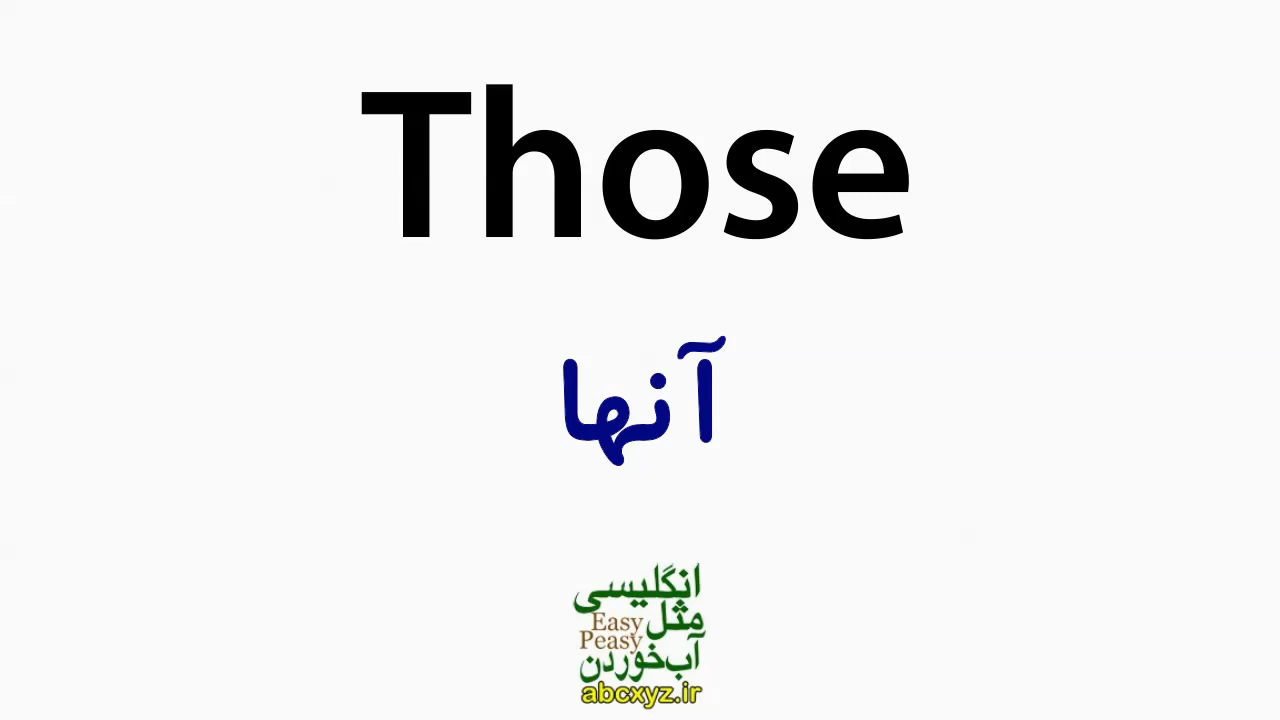 Those
آنها
انگلیسی
مثل
Easy
Peasy
آب‌خوردن
abcxyz.ir